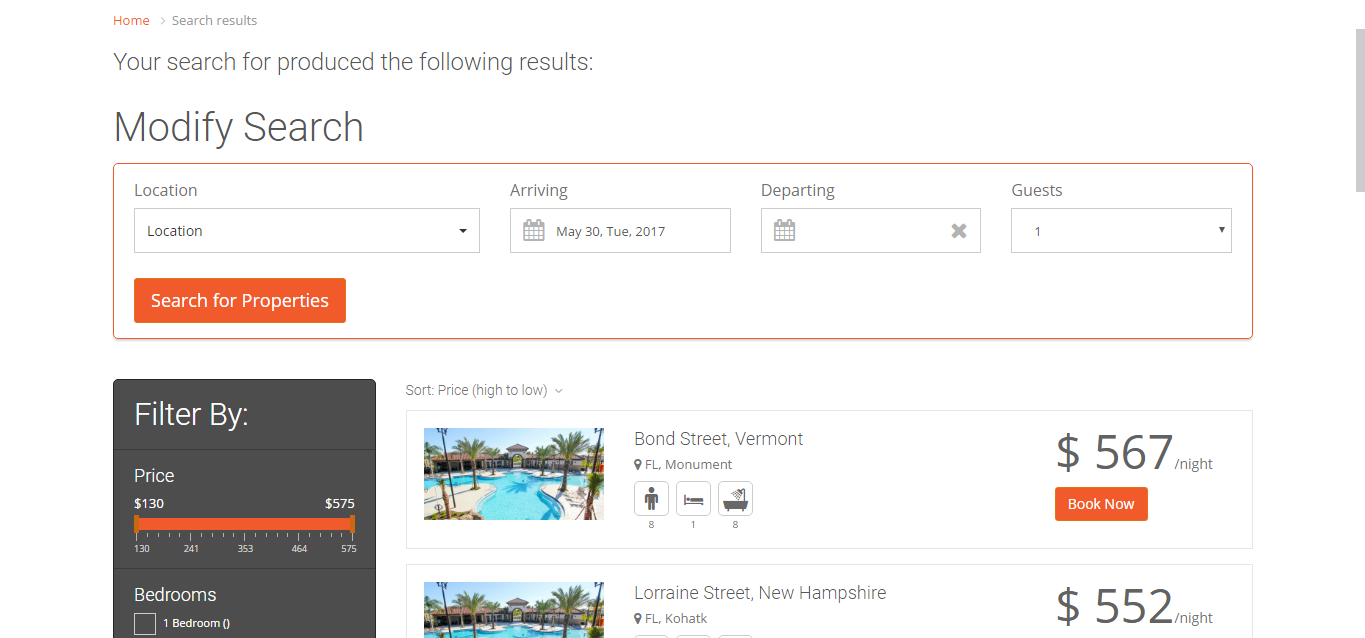 Home > Search results
Your search for produced the following results:
Modify Search
Location
Arriving
Departing
Guests
Location
May 30, Tue, 2017
1
Search for Properties
Filter By:
Price
$130 $575
130 241 353 464 575
Bedrooms
1 Bedroom ()
Sort: Price (high to low)
Bond Street, Vermont
FL, Monument
8 1 8
$ 567/night
Book Now
Lorraine Street, New Hampshire
FL, Kohatk
$ 552/night